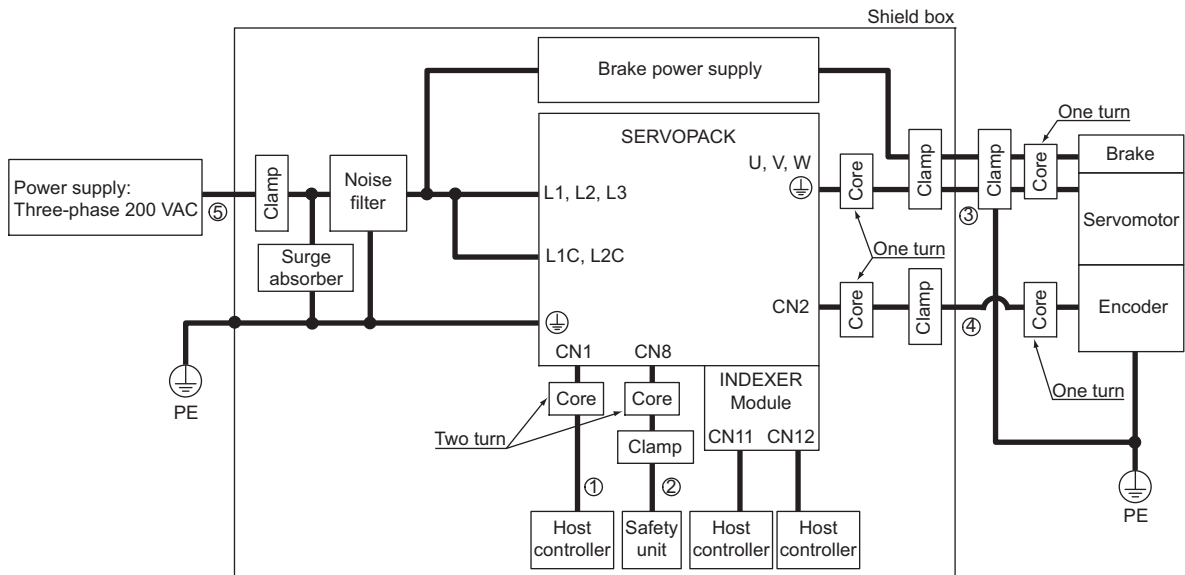 Shield box
Brake power supply
One turn
SERVOPACK
Brake
U, V, W
Clamp
Clamp
Core
Power supply:
Three-phase 200 VAC
⑤
Clamp
Noise
filter
L1, L2, L3
Core
③
Servomotor
Surge
absorber
L1C, L2C
One turn
CN2
Core
Clamp
④
Core
Encoder
PE
CN1
CN8
INDEXER
Module
One turn
Core
Core
Two turn
Clamp
CN11
CN12
①
②
PE
Host
controller
Safety
unit
Host
controller
Host
controller